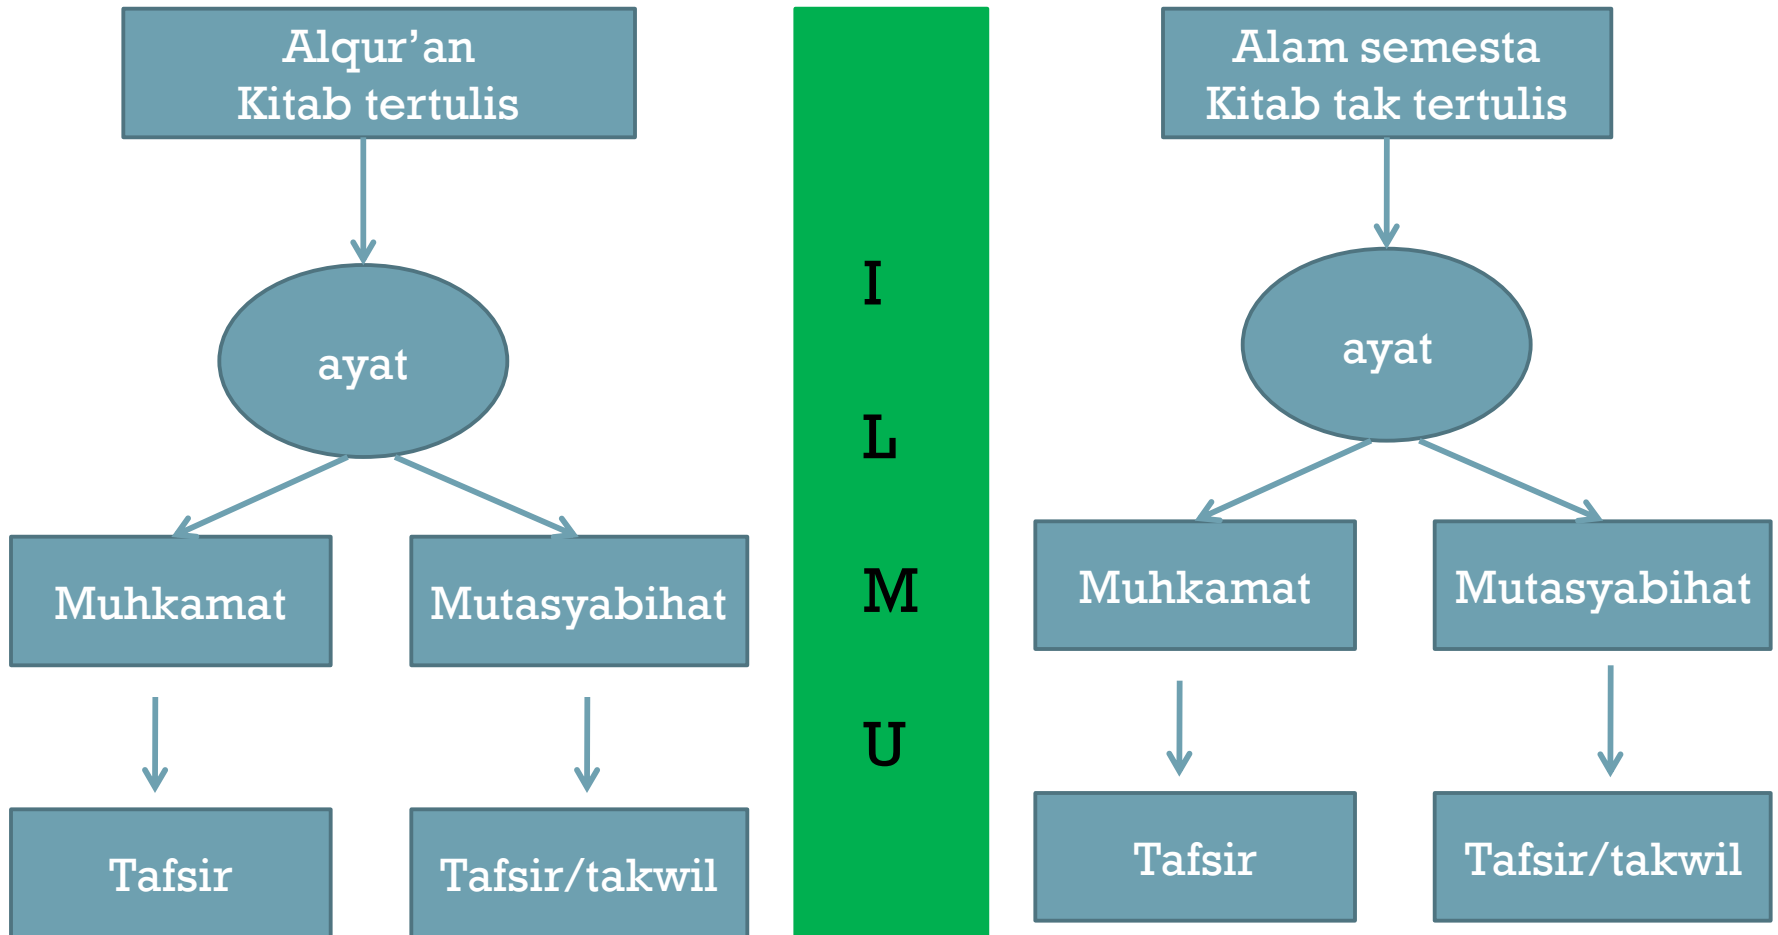 Alqur’an
Kitab tertulis
ayat
Muhkamat
Mutasyabihat
Tafsir
Tafsir/takwil
I
L
M
U
Alam semesta
Kitab tak tertulis
ayat
Muhkamat
Mutasyabihat
Tafsir
Tafsir/takwil